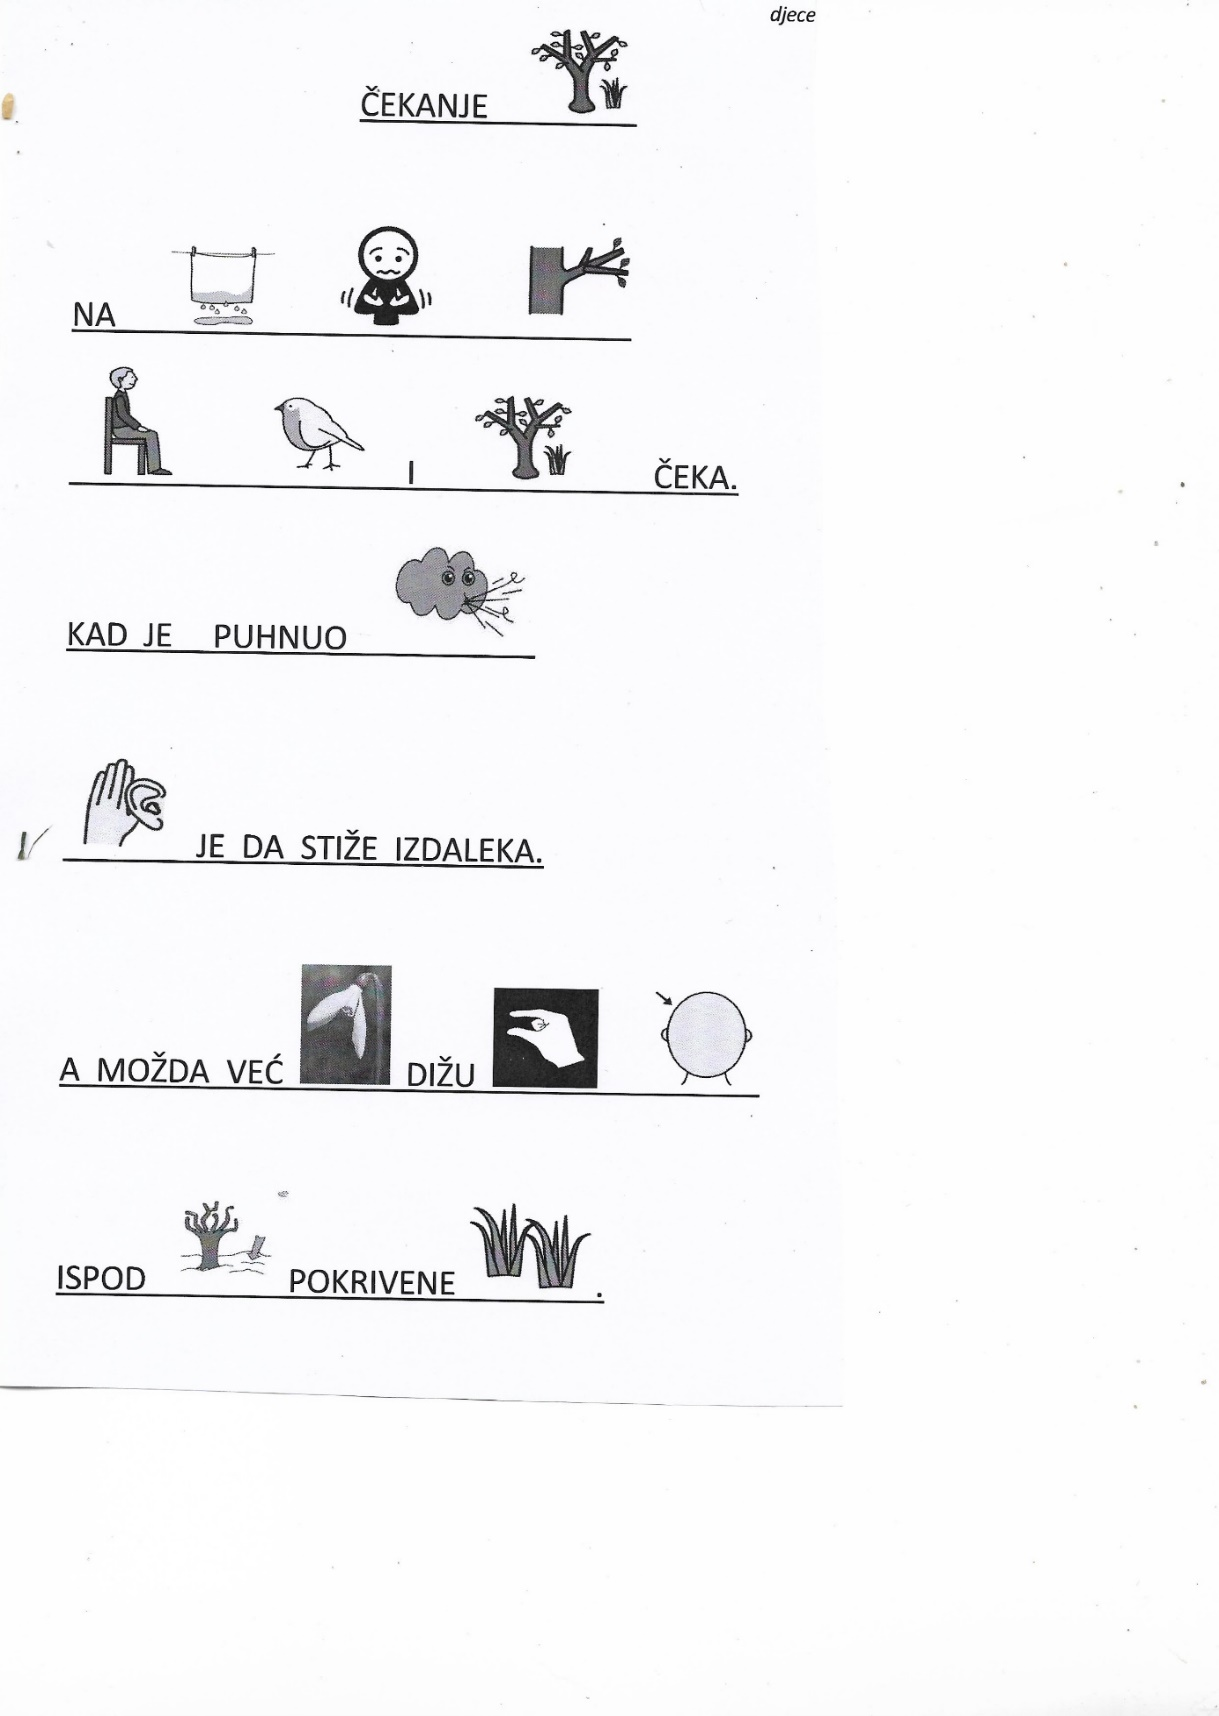 djece
ČEKANJE
NA
I ČEKA.
KAD JE PUHNUO
JE DA STIŽE IZDALEKA.
A MOŽDA VEĆ DIŽU
ISPOD POKRIVENE .